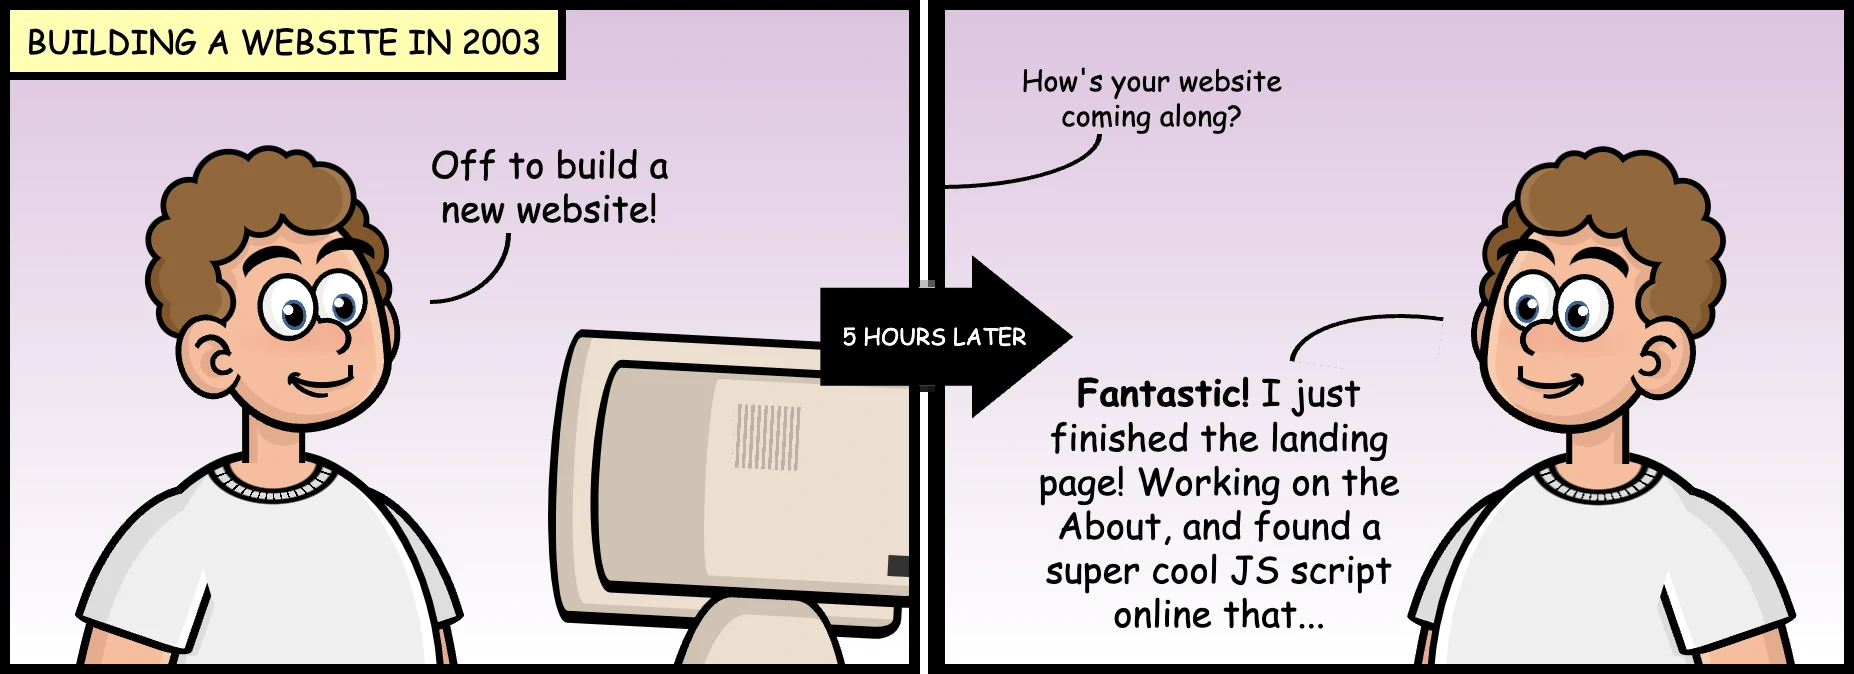 BUILDING A WEBSITE IN 2003
Off to build a
new website!
5 HOURS LATER
How's your website
coming along?
Fantastic! I just
finished the landing
page! Working on the
About, and found a
super cool JS script
online that...